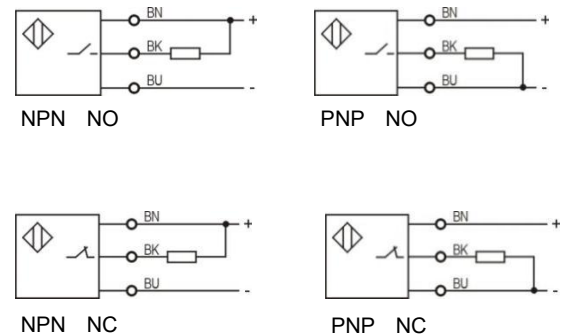 BN + BN +
BK BK
BU - BU -
NPN NO PNP NO
BN + BN +
BK BK
BU - BU -
NPN NC PNP NC